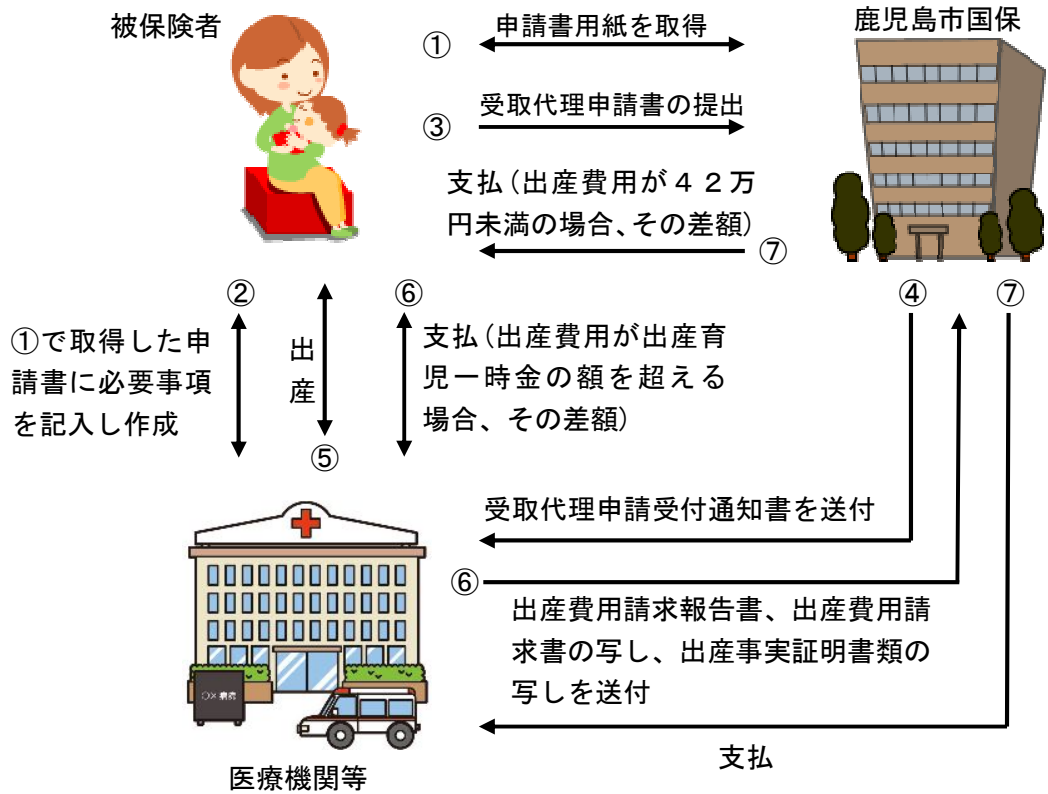 被保険者
鹿児島市国保
① 申請書用紙を取得
③ 受取代理申請書の提出
支払(出産費用が４２万
円未満の場合、その差額)
⑦
②
①で取得した申
請書に必要事項
を記入し作成
出
産
⑤
⑥
支払(出産費用が出産育
児一時金の額を超える
場合、その差額)
④
⑦
受取代理申請受付通知書を送付
⑥
出産費用請求報告書、出産費用請
求書の写し、出産事実証明書類の
写しを送付
支払
〇×病院
医療機関等